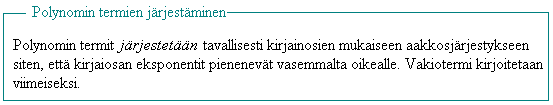 Polynomin termien järjestäminen
Polynomin termit järjestetään tavallisesti kirjainosien mukaiseen aakkosjärjestykseen
siten, että kirjaiosan eksponentit pienenevät vasemmalta oikealle. Vakiotermi kirjoitetaan
viimeiseksi.